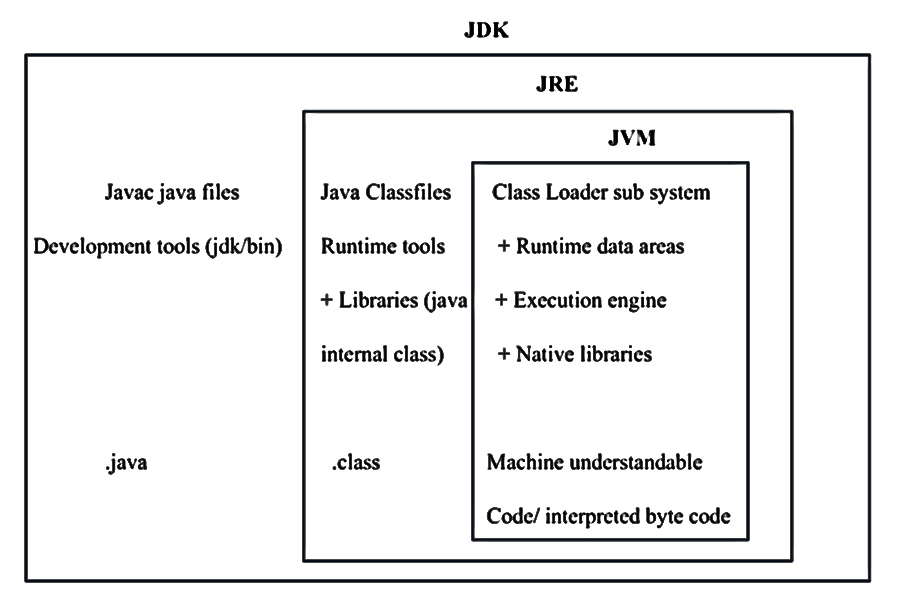 JDK
JRE
JVM
Javac java files
Development tools (jdk/bin)
.java
Java Classfiles
Runtime tools
+ Libraries (java
internal class)
.class
Class Loader sub system
+ Runtime data areas
+ Execution engine
+ Native libraries
Machine understandable
Code/ interpreted byte code